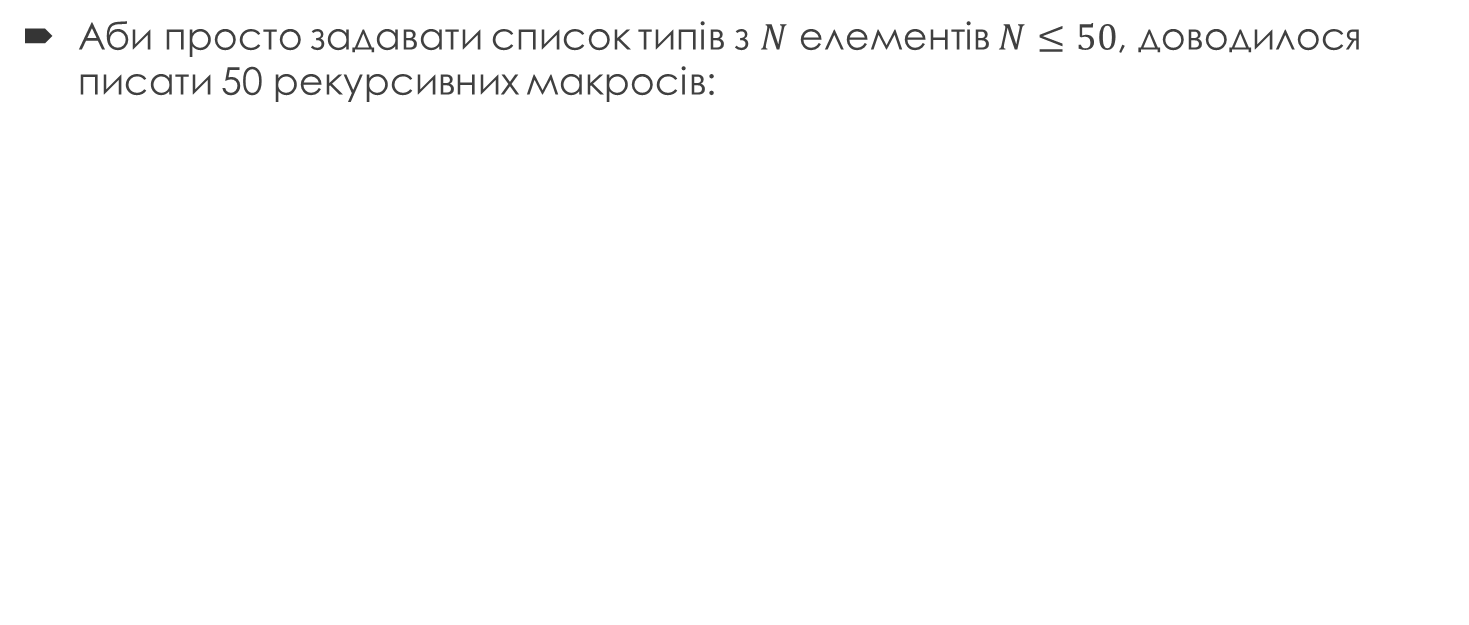 Аби просто задавати список типів з N елементів N ≤ 50, доводилося
писати 50 рекурсивних макросів: